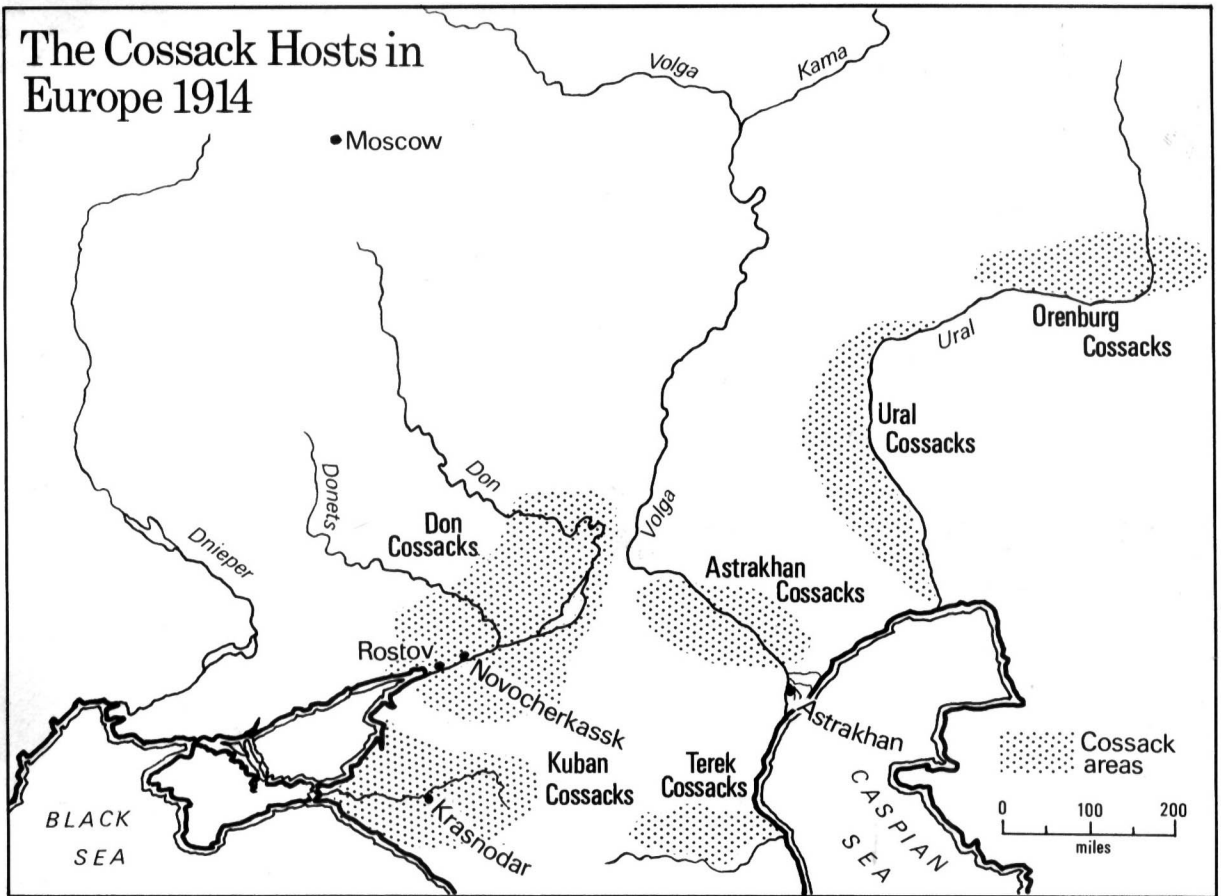 The Cossack Hosts in
Europe 1914
Volga
Kama
Moscow
Ural
Orenburg
Cossacks
Ural
Cossacks
Don
Donets
Volga
Don
Cossacks
Dnieper
Astrakhan
Cossacks
Rostov
Novocherkassk
Astrakhan
Kuban
Cossacks
Terek
Cossacks
Krasnodar
BLACK
SEA
CASPIAN
SEA
Cossack
areas
0 100 200
miles